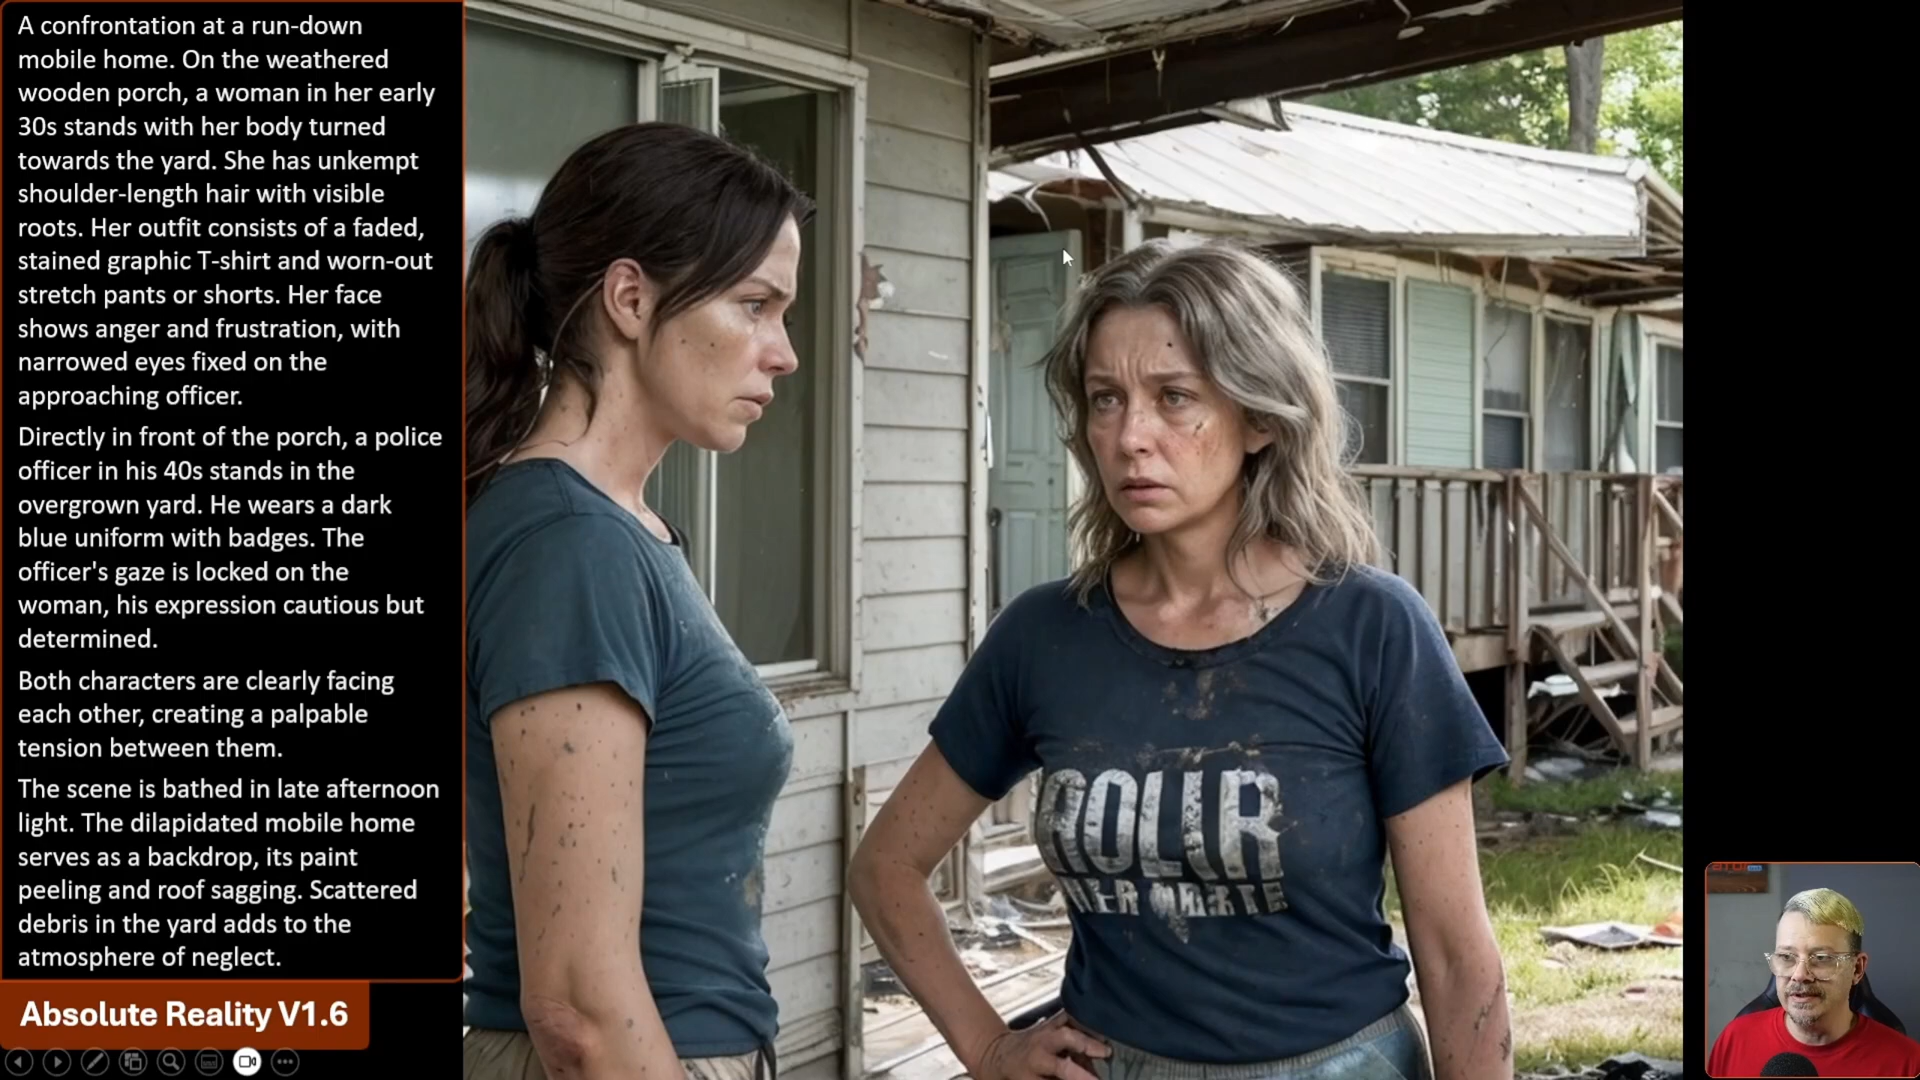 A confrontation at a run-down
mobile home. On the weathered
wooden porch, a woman in her early
30s stands with her body turned
towards the yard. She has unkempt
shoulder-length hair with visible
roots. Her outfit consists of a faded,
stained graphic T-shirt and worn-out
stretch pants or shorts. Her face
shows anger and frustration, with
narrowed eyes fixed on the
approaching officer.
Directly in front of the porch, a police
officer in his 40s stands in the
overgrown yard. He wears a dark
blue uniform with badges. The
officer's gaze is locked on the
woman, his expression cautious but
determined.
Both characters are clearly facing
each other, creating a palpable
tension between them.
The scene is bathed in late afternoon
light. The dilapidated mobile home
serves as a backdrop, its paint
peeling and roof sagging. Scattered
debris in the yard adds to the
atmosphere of neglect.
Absolute Reality V1.6